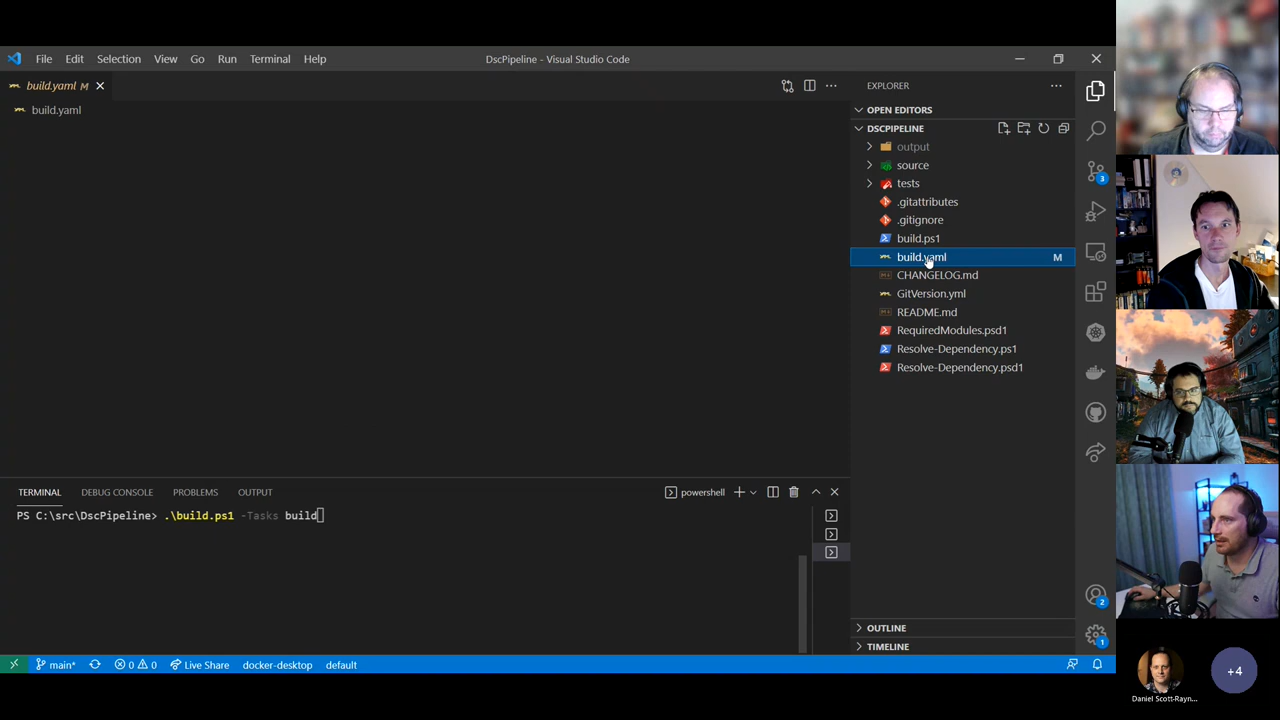 File Edit Selection View Go Run Terminal Help
DscPipeline - Visual Studio Code
build.yaml M
build.yaml
EXPLORER
OPEN EDITORS
DSCPIPELINE
output
source
tests
.gitattributes
.gitignore
build.ps1
build.yaml M
CHANGELOG.md
GitVersion.yml
README.md
RequiredModules.psd1
Resolve-Dependency.ps1
Resolve-Dependency.psd1
OUTLINE
TIMELINE
3
2
1
TERMINAL DEBUG CONSOLE PROBLEMS OUTPUT
powershell
PS C:\src\DscPipeline> .\build.ps1 -Tasks build
main* 0 0 Live Share docker-desktop default
+4
Daniel Scott-Rayn...